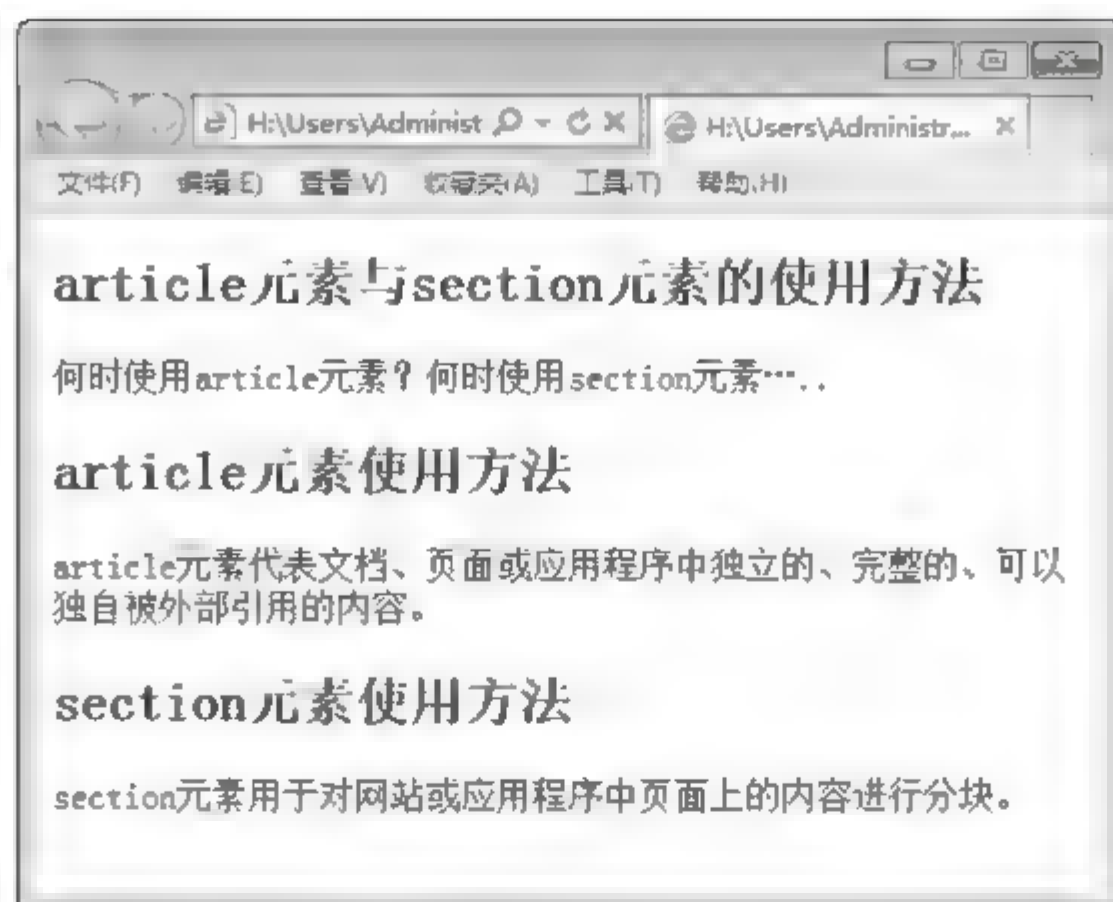 H:\Users\Administ
H:\Users\Administr...
文件(F) 编辑(E) 查看(V) 收藏夹(A) 工具(T) 帮助(H)
article元素与section元素的使用方法
何时使用article元素？何时使用section元素…..
article元素使用方法
article元素代表文档、页面或应用程序中独立的、完整的、可以
独自被外部引用的内容。
section元素使用方法
section元素用于对网站或应用程序中页面上的内容进行分块。